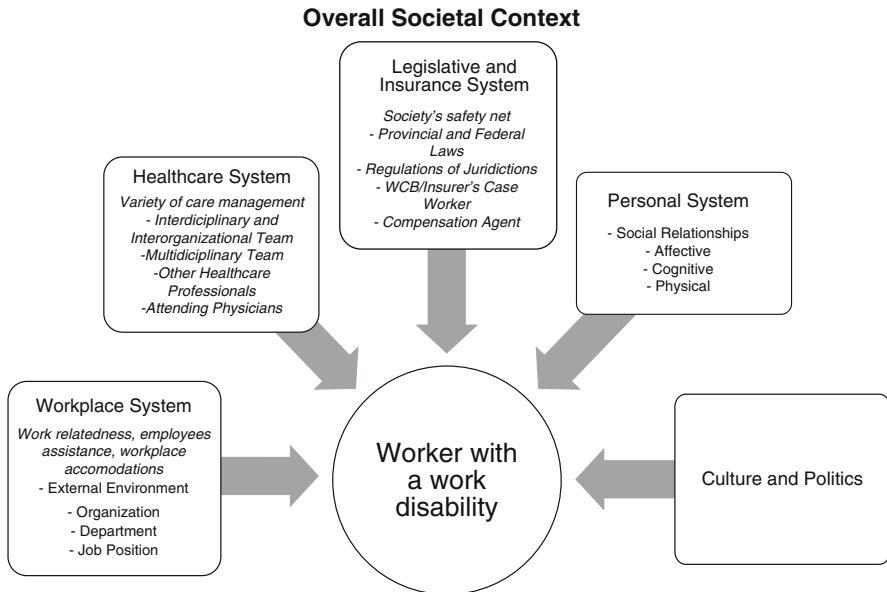 Overall Societal Context
Legislative and
Insurance System
Society's safety net
- Provincial and Federal
Laws
- Regulations of Juridictions
- WCB/Insurer's Case
Worker
- Compensation Agent
Healthcare System
Variety of care management
- Interdiciplinary and
Interorganizational Team
-Multidiciplinary Team
-Other Healthcare
Professionals
-Attending Physicians
Personal System
- Social Relationships
- Affective
- Cognitive
- Physical
Workplace System
Work relatedness, employees
assistance, workplace
accomodations
- External Environment
- Organization
- Department
- Job Position
Worker with
a work
disability
Culture and Politics